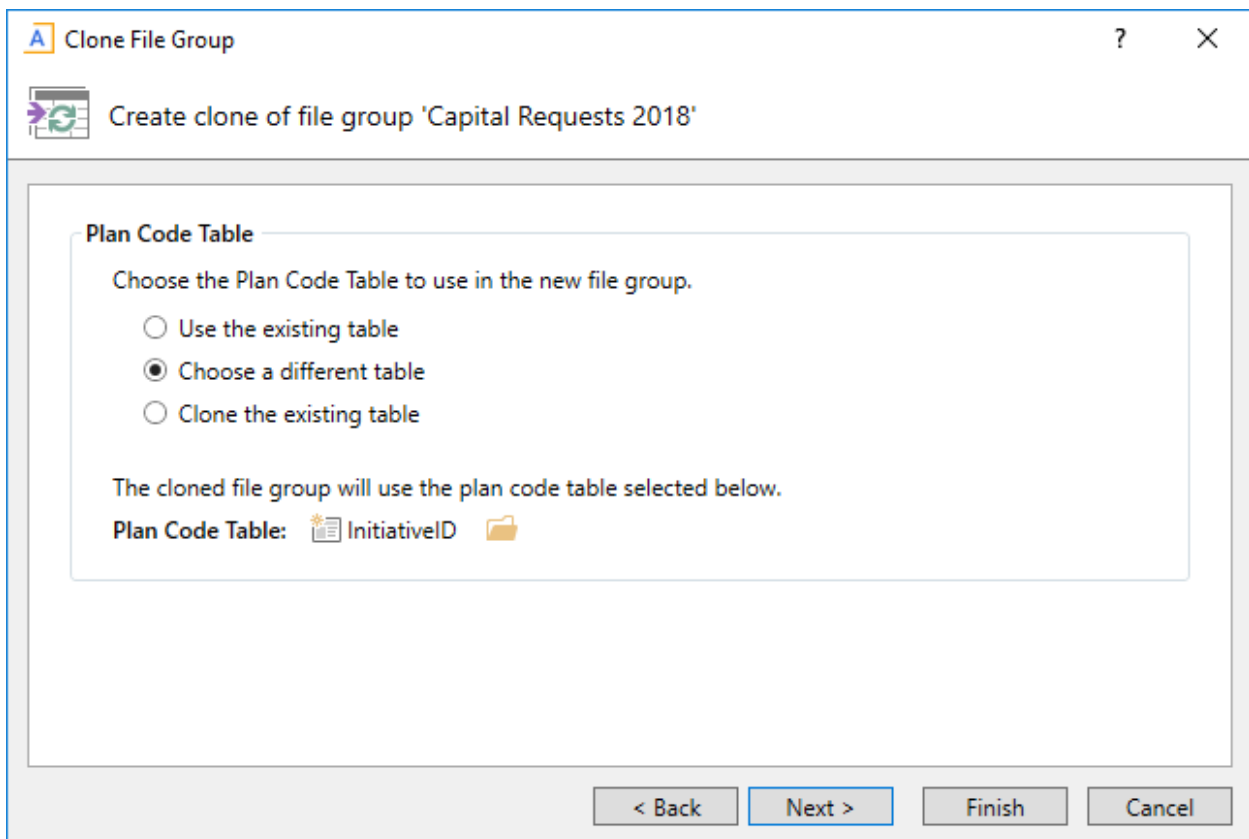 A Clone File Group ?
Create clone of file group 'Capital Requests 2018'
Plan Code Table
Choose the Plan Code Table to use in the new file group.
Use the existing table
Choose a different table
Clone the existing table
The cloned file group will use the plan code table selected below.
Plan Code Table: InitiativeID
< Back Next > Finish Cancel